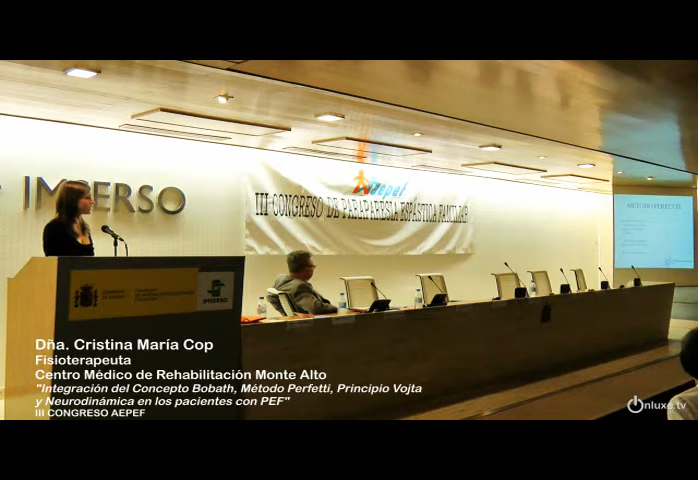 IMSERSO
aepef
III CONGRESO DE PARAPARESIA ESPÁSTICA FAMILIAR
MÉTODO PERFETTI
IMSERSO
Dña. Cristina María Cop
Fisioterapeuta
Centro Médico de Rehabilitación Monte Alto
"Integración del Concepto Bobath, Método Perfetti, Principio Vojta
y Neurodinámica en los pacientes con PEF"
III CONGRESO AEPEF
onluxe.tv